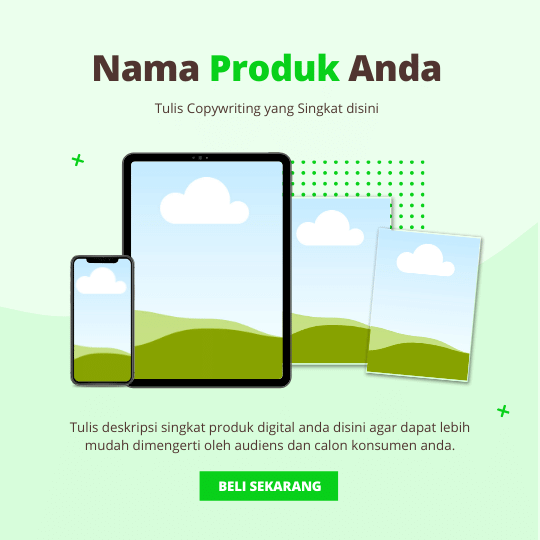 Nama Produk Anda
Tulis Copywriting yang Singkat disini
Tulis deskripsi singkat produk digital anda disini agar dapat lebih
mudah dimengerti oleh audiens dan calon konsumen anda.
BELI SEKARANG